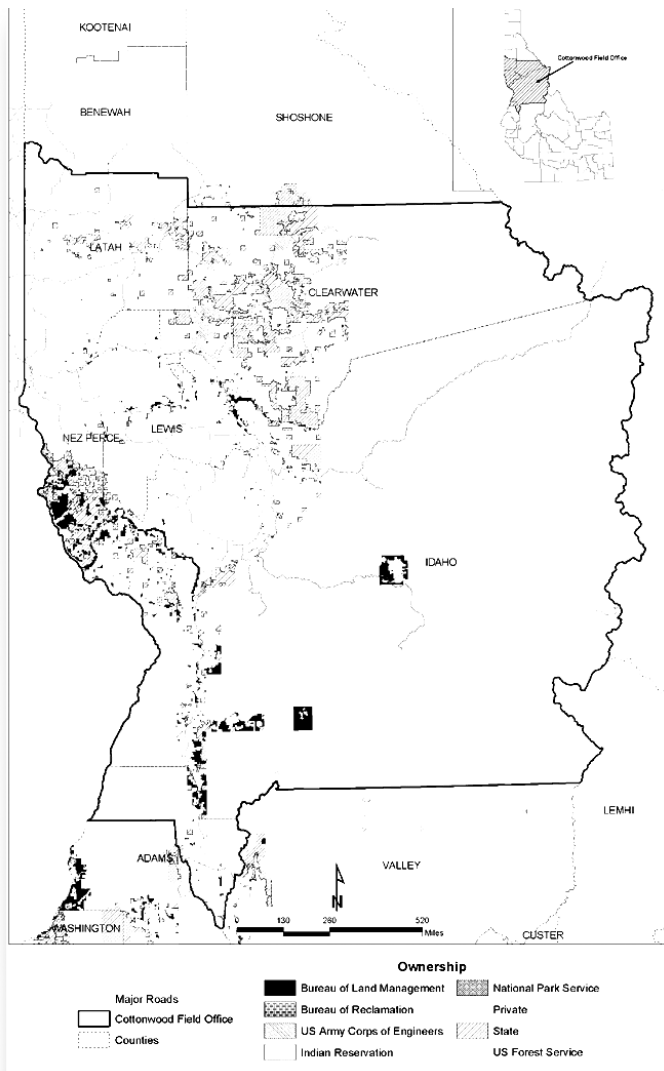 KOOTENAI
Cottonwood Field Office
BENEWAH
SHOSHONE
LATAH
CLEARWATER
NEZ PERCE
LEWIS
IDAHO
LEMHI
ADAMS
VALLEY
N
0 130 260 520
Miles
WASHINGTON
CUSTER
Ownership
Major Roads
Cottonwood Field Office
Counties
Bureau of Land Management
Bureau of Reclamation
US Army Corps of Engineers
Indian Reservation
National Park Service
Private
State
US Forest Service